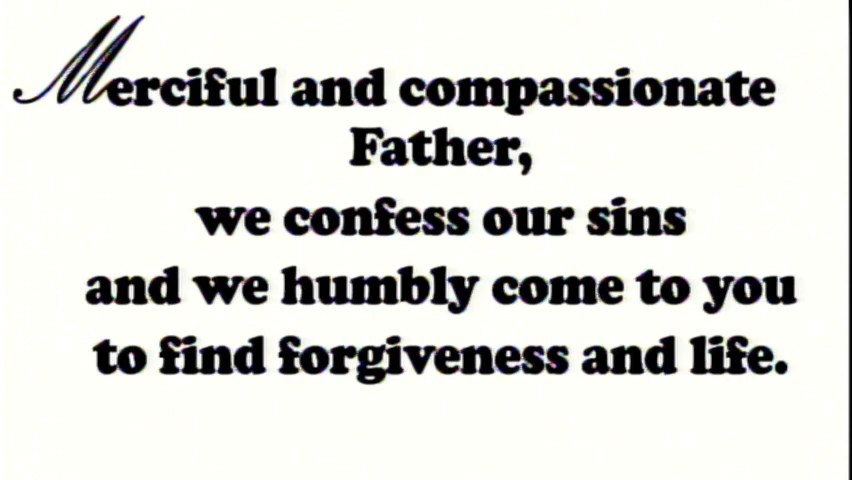 Merciful and compassionate
Father,
we confess our sins
and we humbly come to you
to find forgiveness and life.